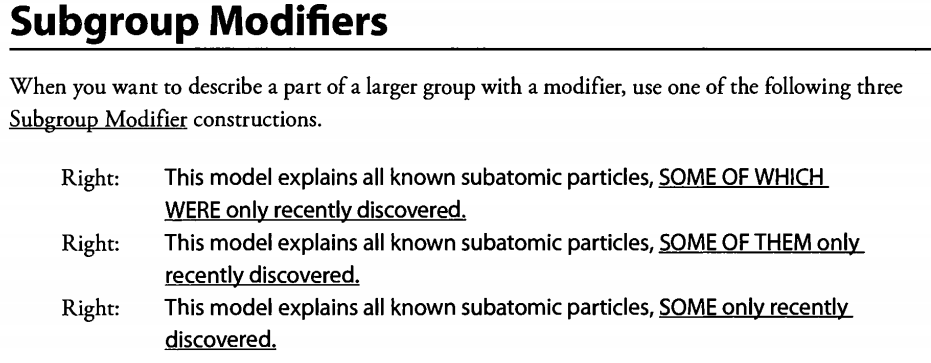 Subgroup Modifiers
When you want to describe a part of a larger group with a modifier, use one of the following three
Subgroup Modifier constructions.
Right: This model explains all known subatomic particles, SOME OF WHICH
WERE only recently discovered.
Right: This model explains all known subatomic particles, SOME OF THEM only
recently discovered.
Right: This model explains all known subatomic particles, SOME only recently
discovered.